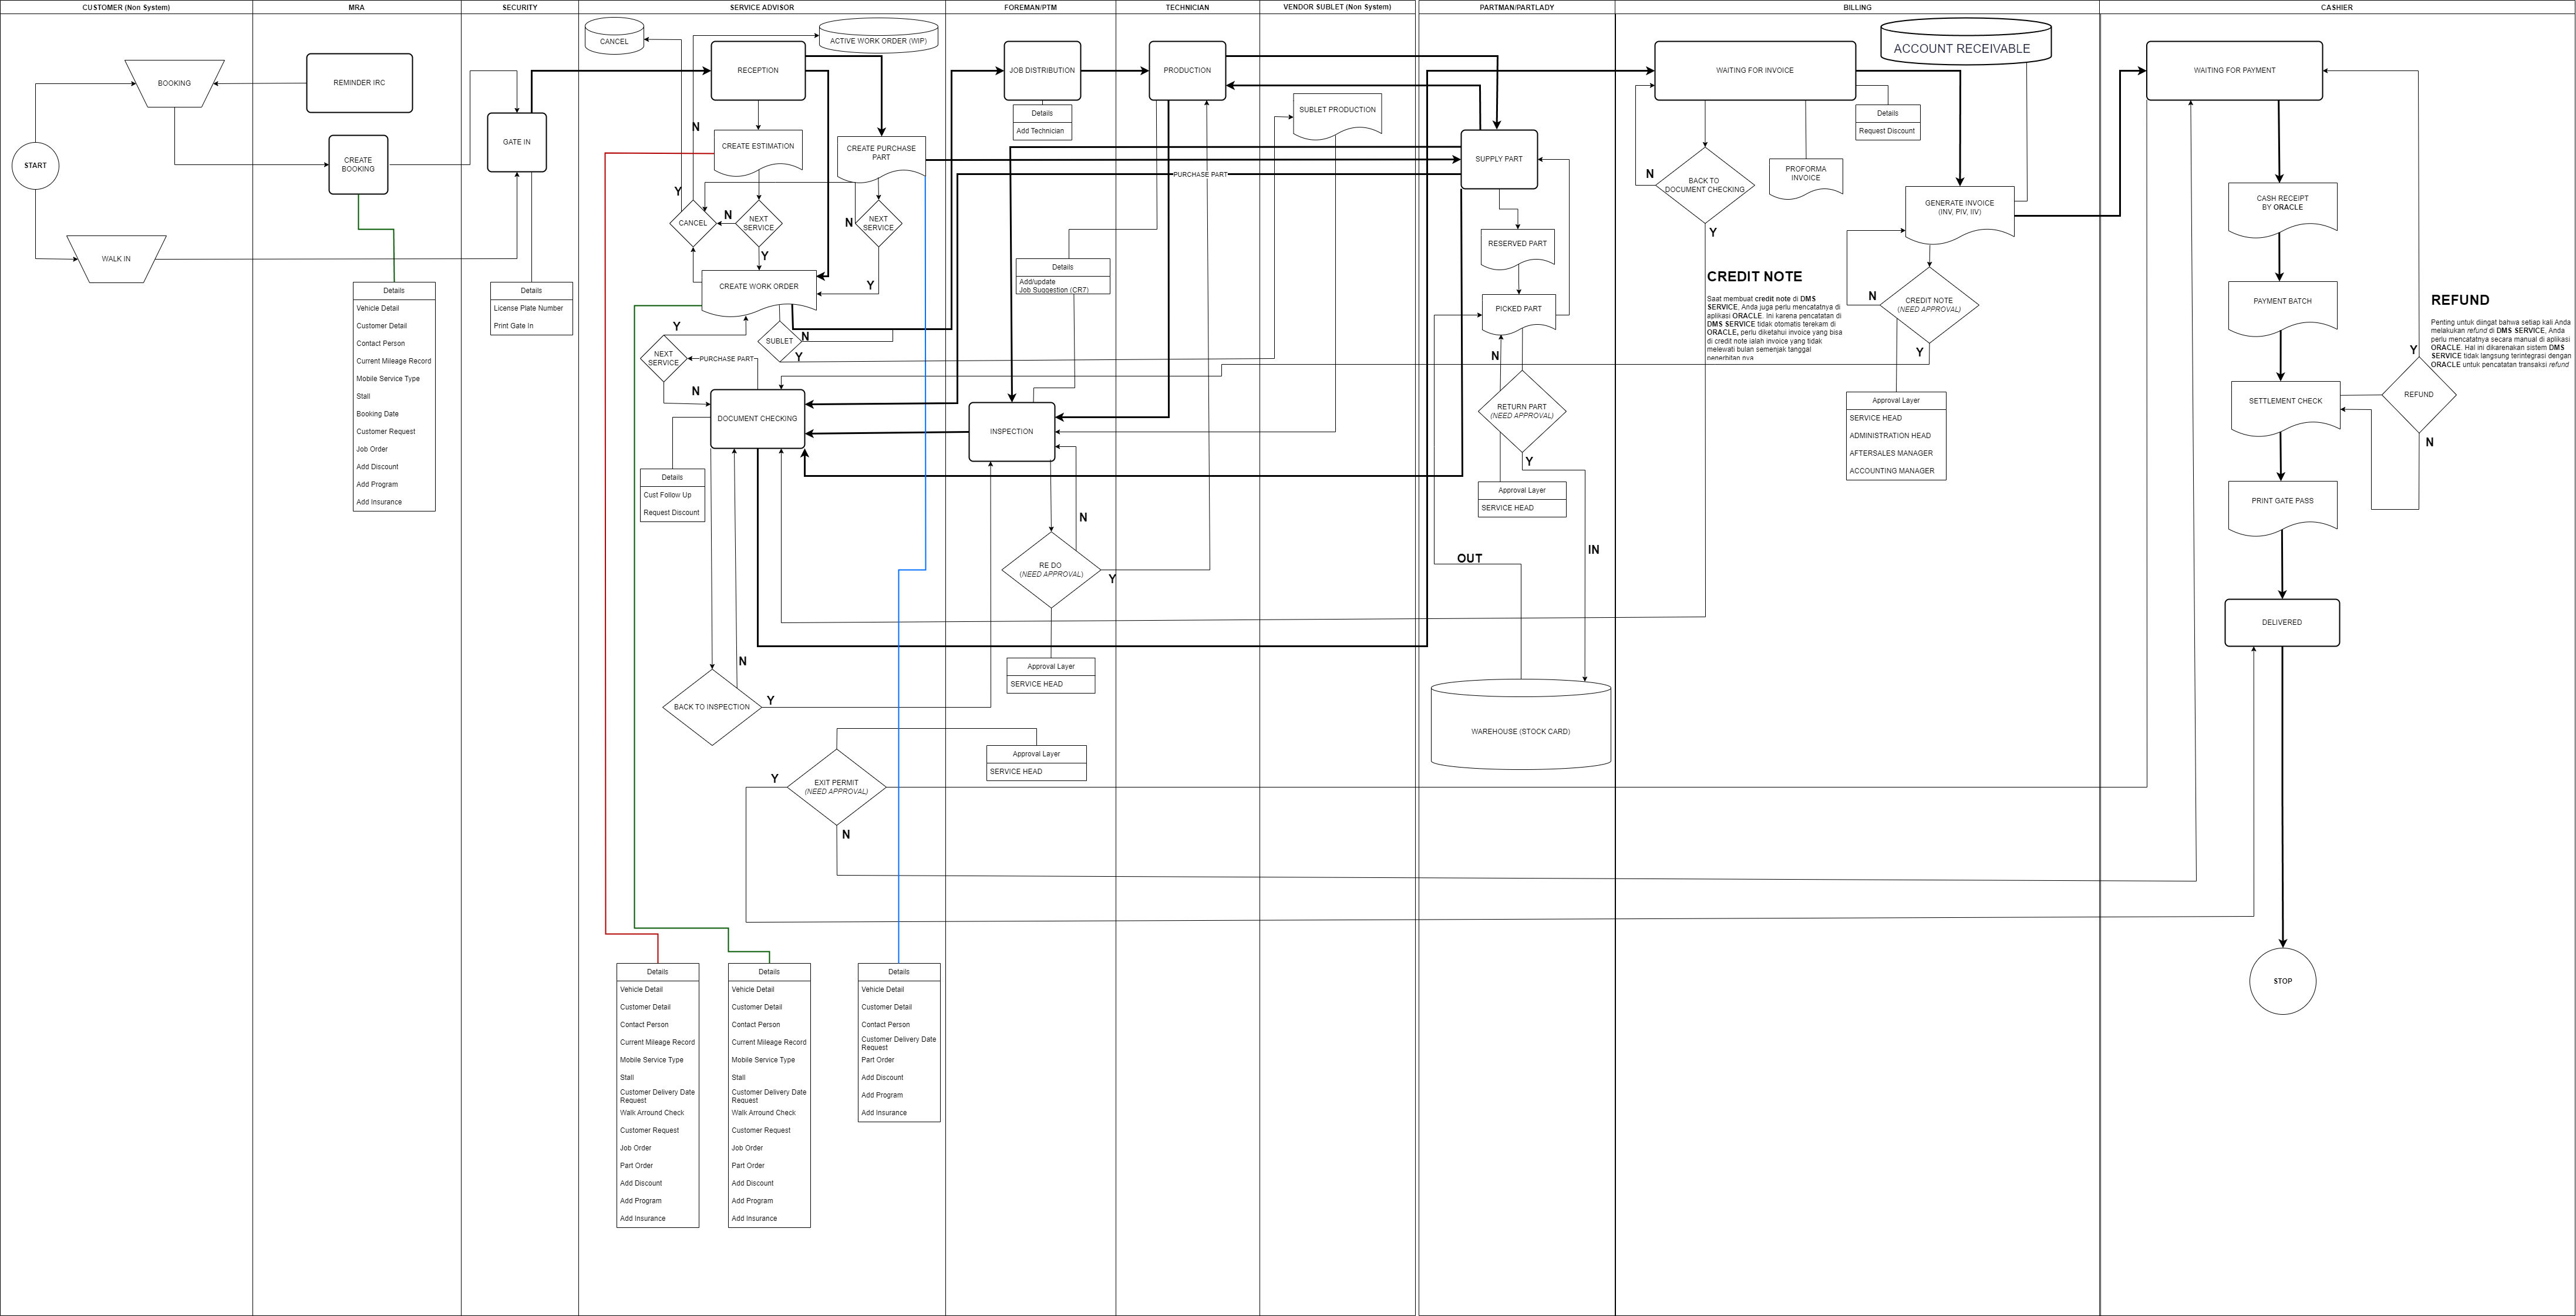 CUSTOMER (Non System)
MRA
SECURITY
SERVICE ADVISOR
FOREMAN/PTM
TECHNICIAN
VENDOR SUBLET (Non System)
PARTMAN/PARTLADY
BILLING
CASHIER
START
BOOKING
WALK IN
REMINDER IRC
CREATE
BOOKING
Details
Vehicle Detail
Customer Detail
Contact Person
Current Mileage Record
Mobile Service Type
Stall
Booking Date
Customer Request
Job Order
Add Discount
Add Program
Add Insurance
GATE IN
Details
License Plate Number
Print Gate In
CANCEL
ACTIVE WORK ORDER (WIP)
RECEPTION
N
CREATE ESTIMATION
CREATE PURCHASE
PART
Y
CANCEL
N
NEXT
SERVICE
N
NEXT
SERVICE
Y
Y
CREATE WORK ORDER
Y
SUBLET
N
Y
NEXT
SERVICE
PURCHASE PART
N
DOCUMENT CHECKING
Details
Cust Follow Up
Request Discount
N
BACK TO INSPECTION
Y
EXIT PERMIT
(NEED APPROVAL)
Y
N
Details
Vehicle Detail
Customer Detail
Contact Person
Current Mileage Record
Mobile Service Type
Stall
Customer Delivery Date
Request
Walk Arround Check
Customer Request
Job Order
Part Order
Add Discount
Add Program
Add Insurance
Details
Vehicle Detail
Customer Detail
Contact Person
Current Mileage Record
Mobile Service Type
Stall
Customer Delivery Date
Request
Walk Arround Check
Customer Request
Job Order
Part Order
Add Discount
Add Program
Add Insurance
Details
Vehicle Detail
Customer Detail
Contact Person
Customer Delivery Date
Request
Part Order
Add Discount
Add Program
Add Insurance
JOB DISTRIBUTION
Details
Add Technician
Details
Add/update
Job Suggestion (CR7)
INSPECTION
N
RE DO
(NEED APPROVAL)
Y
Approval Layer
SERVICE HEAD
Approval Layer
SERVICE HEAD
PRODUCTION
PURCHASE PART
SUBLET PRODUCTION
SUPPLY PART
RESERVED PART
PICKED PART
N
RETURN PART
(NEED APPROVAL)
Y
Approval Layer
SERVICE HEAD
OUT
IN
WAREHOUSE (STOCK CARD)
WAITING FOR INVOICE
ACCOUNT RECEIVABLE
Details
Request Discount
N
BACK TO
DOCUMENT CHECKING
Y
PROFORMA
INVOICE
GENERATE INVOICE
(INV, PIV, IIV)
CREDIT NOTE
Saat membuat credit note di DMS
SERVICE, Anda juga perlu mencatatnya di
aplikasi ORACLE. Ini karena pencatatan di
DMS SERVICE tidak otomatis terekam di
ORACLE, perlu diketahui invoice yang bisa
di credit note ialah invoice yang tidak
melewati bulan semenjak tanggal
penerbitan nya
N
CREDIT NOTE
(NEED APPROVAL)
Y
Approval Layer
SERVICE HEAD
ADMINISTRATION HEAD
AFTERSALES MANAGER
ACCOUNTING MANAGER
WAITING FOR PAYMENT
CASH RECEIPT
BY ORACLE
PAYMENT BATCH
SETTLEMENT CHECK
PRINT GATE PASS
DELIVERED
STOP
REFUND
Penting untuk diingat bahwa setiap kali Anda
melakukan refund di DMS SERVICE, Anda
perlu mencatatnya secara manual di aplikasi
ORACLE. Hal ini dikarenakan sistem DMS
SERVICE tidak langsung terintegrasi dengan
ORACLE untuk pencatatan transaksi refund
Y
REFUND
N